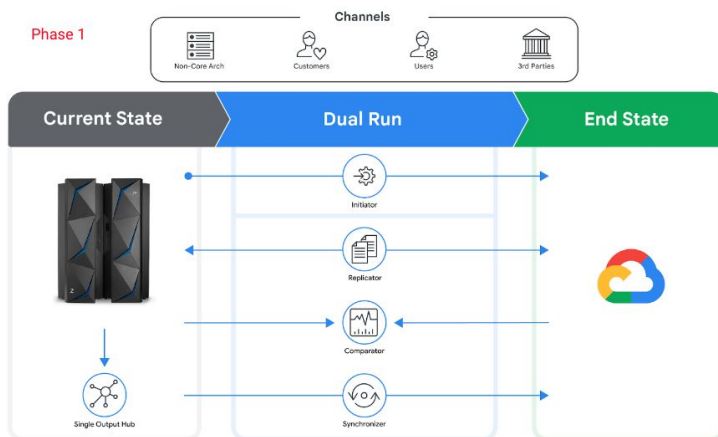 Phase 1
Channels
Non-Core Arch
Customers
Users
3rd Parties
Current State
Dual Run
End State
Initiator
Replicator
Z
Comparator
Single Output Hub
Synchronizer